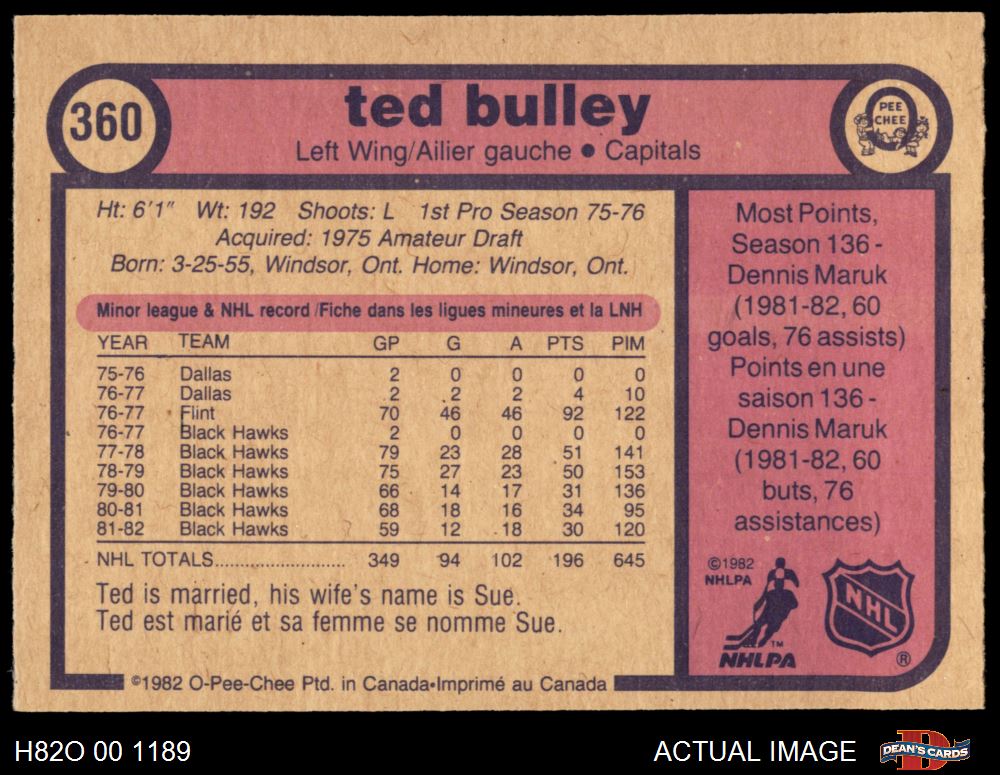 360
ted bulley
Left Wing/Ailier gauche ● Capitals
O
PEE
CHEE
Ht: 6'1" Wt: 192 Shoots: L 1st Pro Season 75-76
Acquired: 1975 Amateur Draft
Born: 3-25-55, Windsor, Ont. Home: Windsor, Ont.
Minor league & NHL record /Fiche dans les ligues mineures et la LNH
YEAR TEAM GP G A PTS PIM
75-76 Dallas 2 0 0 0 0
76-77 Dallas 2 2 2 4 10
76-77 Flint 70 46 46 92 122
76-77 Black Hawks 2 0 0 0 0
77-78 Black Hawks 79 23 28 51 141
78-79 Black Hawks 75 27 23 50 153
79-80 Black Hawks 66 14 17 31 136
80-81 Black Hawks 68 18 16 34 95
81-82 Black Hawks 59 12 18 30 120
NHL TOTALS........................ 349 94 102 196 645
Ted is married, his wife's name is Sue.
Ted est marié et sa femme se nomme Sue.
©1982 O-Pee-Chee Ptd. in Canada•Imprimé au Canada
Most Points,
Season 136 -
Dennis Maruk
(1981-82, 60
goals, 76 assists)
Points en une
saison 136 -
Dennis Maruk
(1981-82, 60
buts, 76
assistances)
©1982
NHLPA
TM
NHLPA
NHL
®
H82O 00 1189
ACTUAL IMAGE
DEAN'S CARDS